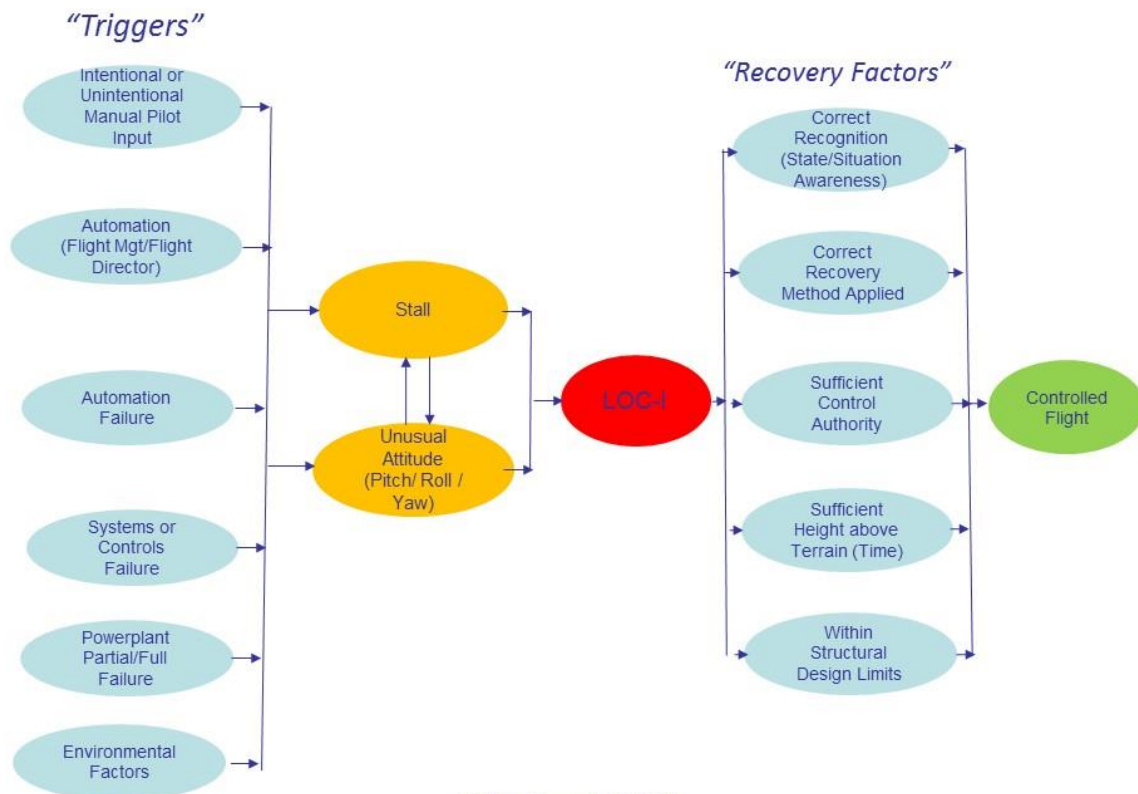 “Triggers”
Intentional or
Unintentional
Manual Pilot
Input
Automation
(Flight Mgt/Flight
Director)
Automation
Failure
Systems or
Controls
Failure
Powerplant
Partial/Full
Failure
Environmental
Factors
Stall
Unusual
Attitude
(Pitch/ Roll /
Yaw)
LOC-I
“Recovery Factors”
Correct
Recognition
(State/Situation
Awareness)
Correct
Recovery
Method Applied
Sufficient
Control
Authority
Sufficient
Height above
Terrain (Time)
Within
Structural
Design Limits
Controlled
Flight